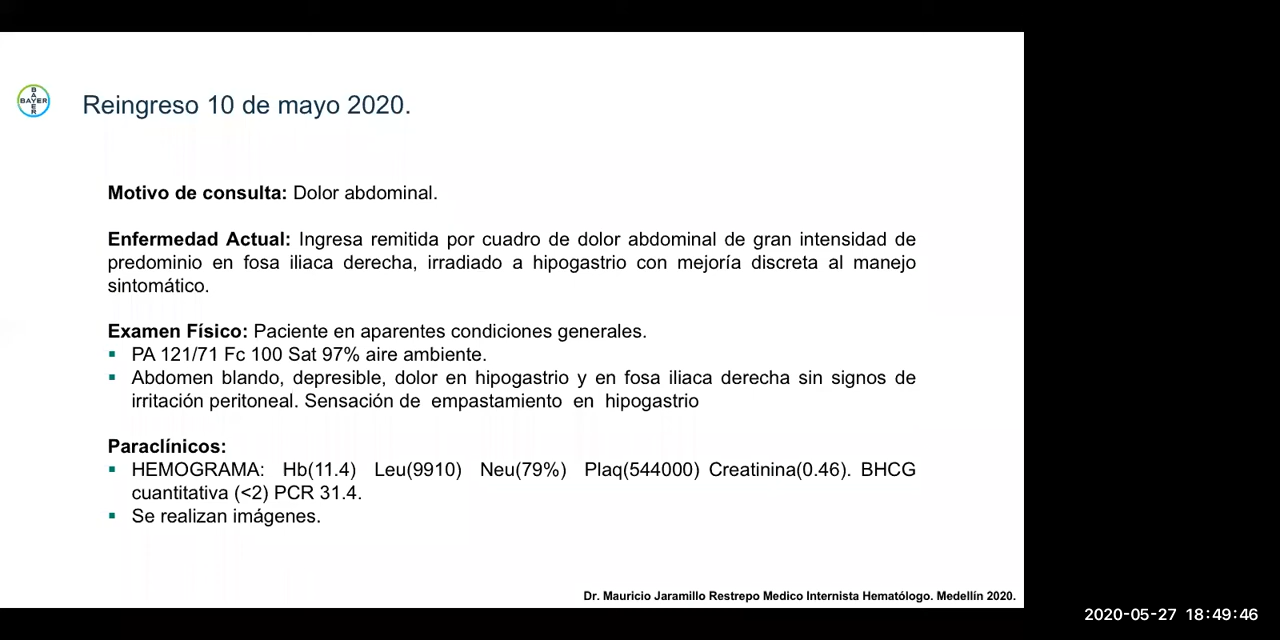 BAYER
Reingreso 10 de mayo 2020.
Motivo de consulta: Dolor abdominal.
Enfermedad Actual: Ingresa remitida por cuadro de dolor abdominal de gran intensidad de
predominio en fosa iliaca derecha, irradiado a hipogastrio con mejoría discreta al manejo
sintomático.
Examen Físico: Paciente en aparentes condiciones generales.
▪ PA 121/71 Fc 100 Sat 97% aire ambiente.
▪ Abdomen blando, depresible, dolor en hipogastrio y en fosa iliaca derecha sin signos de
irritación peritoneal. Sensación de empastamiento en hipogastrio
Paraclínicos:
▪ HEMOGRAMA: Hb(11.4) Leu(9910) Neu(79%) Plaq(544000) Creatinina(0.46). BHCG
cuantitativa (<2) PCR 31.4.
▪ Se realizan imágenes.
Dr. Mauricio Jaramillo Restrepo Medico Internista Hematólogo. Medellín 2020.
2020-05-27 18:49:46